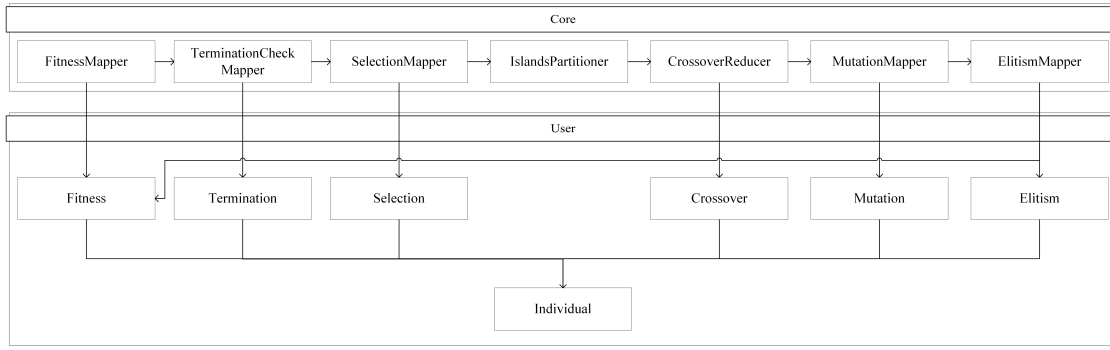 Core
FitnessMapper
TerminationCheck
Mapper
SelectionMapper
IslandsPartitioner
CrossoverReducer
MutationMapper
ElitismMapper
User
Fitness
Termination
Selection
Crossover
Mutation
Elitism
Individual